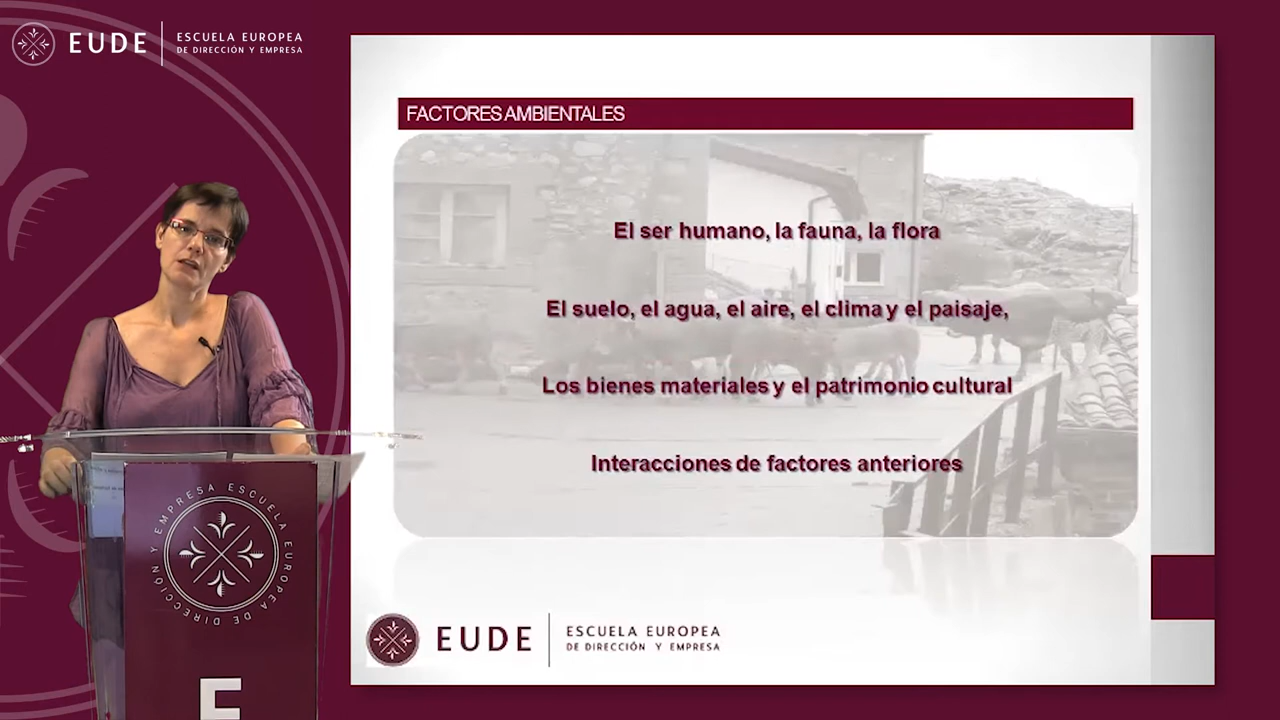 EUDE
ESCUELA EUROPEA
DE DIRECCIÓN Y EMPRESA
FACTORES AMBIENTALES
El ser humano, la fauna, la flora
El suelo, el agua, el aire, el clima y el paisaje,
Los bienes materiales y el patrimonio cultural
Interacciones de factores anteriores
EUDE
ESCUELA EUROPEA
DE DIRECCIÓN Y EMPRESA
ESCUELA EUROPEA DE DIRECCIÓN Y EMPRESA
E